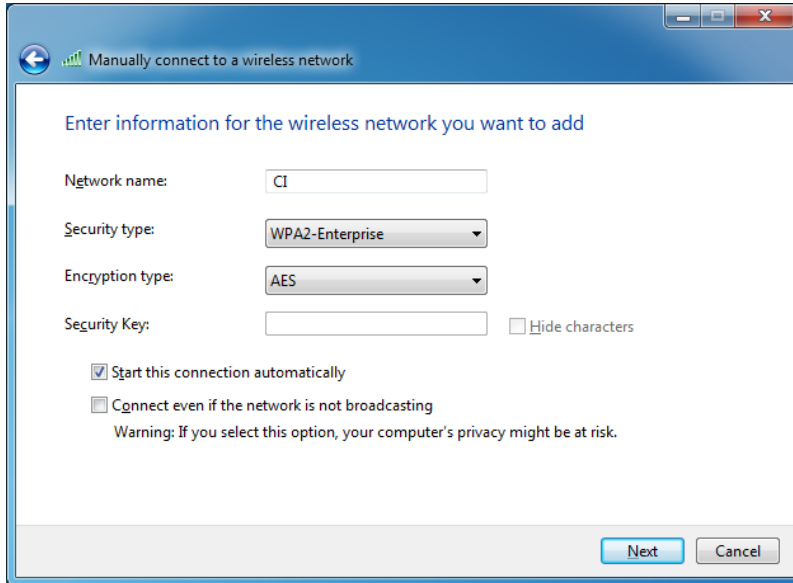 Manually connect to a wireless network
Enter information for the wireless network you want to add
Network name: CI
Security type: WPA2-Enterprise
Encryption type: AES
Security Key: Hide characters
Start this connection automatically
Connect even if the network is not broadcasting
Warning: If you select this option, your computer's privacy might be at risk.
Next Cancel